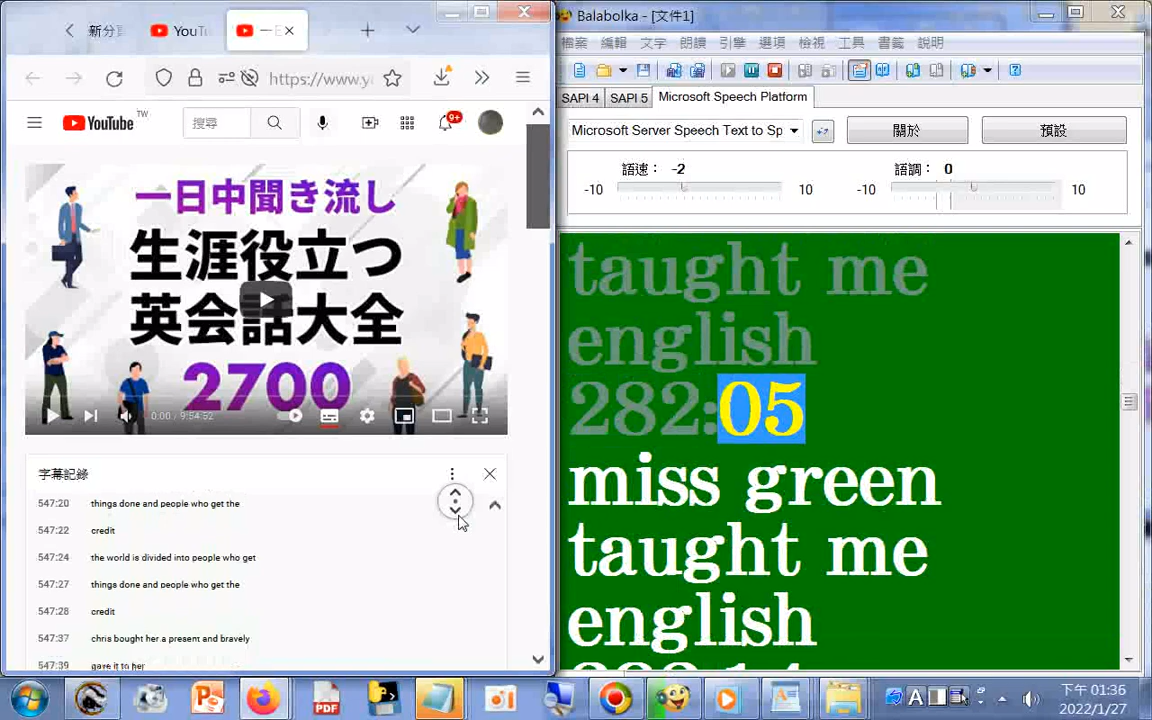 新分
YouTu
一 E
https://www.y
YouTube TW
搜尋
9+
一日中聞き流し
生涯役立つ
英会話大全
2700
0:00 / 9:54:52
字幕記錄
547:20 things done and people who get the
547:22 credit
547:24 the world is divided into people who get
547:27 things done and people who get the
547:28 credit
547:37 chris bought her a present and bravely
547:39 gave it to her
Balabolka - [文件1]
檔案 編輯 文字 朗讀 引擎 選項 檢視 工具 書籤 說明
SAPI 4 SAPI 5 Microsoft Speech Platform
Microsoft Server Speech Text to Sp
關於 預設
語速： -2 語調： 0
-10 10 -10 10
taught me
english
282:05
miss green
taught me
english
282:14
PDF
A
下午 01:36
2022/1/27